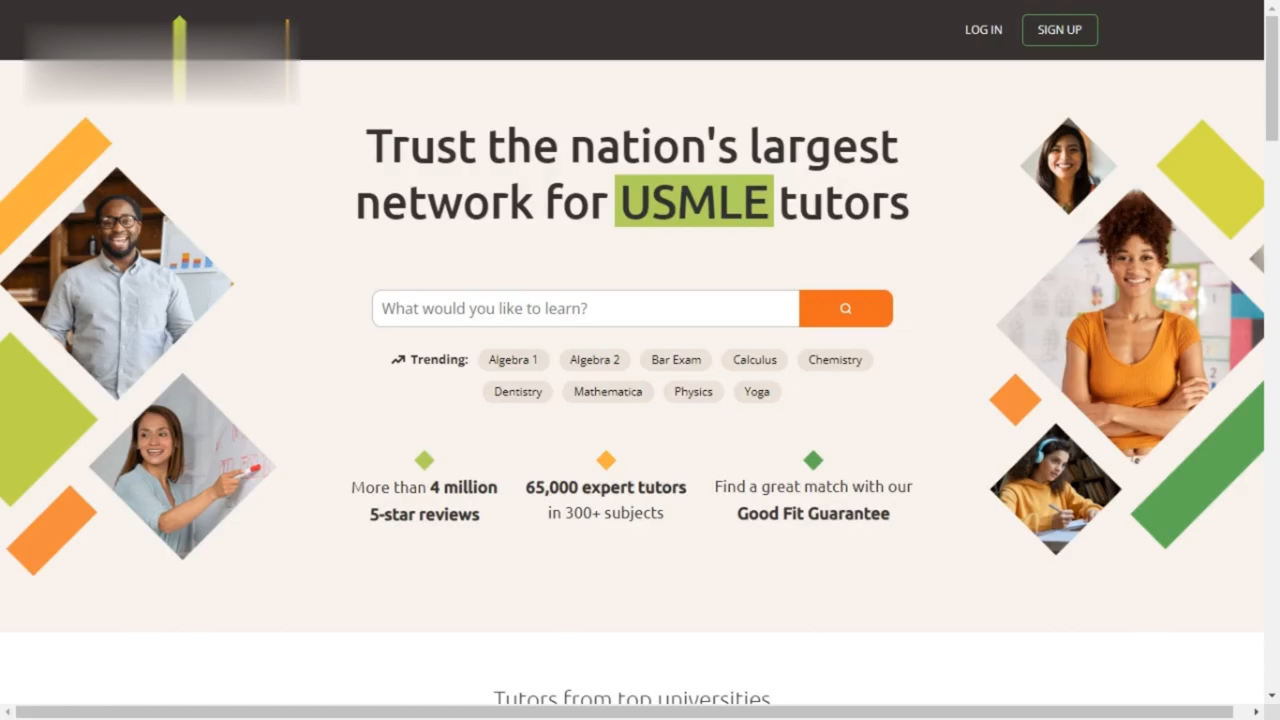 LOG IN
SIGN UP
Trust the nation's largest
network for USMLE tutors
What would you like to learn?
Trending: Algebra 1 Algebra 2 Bar Exam Calculus Chemistry
Dentistry Mathematica Physics Yoga
More than 4 million
5-star reviews
65,000 expert tutors
in 300+ subjects
Find a great match with our
Good Fit Guarantee
Tutors from top universities